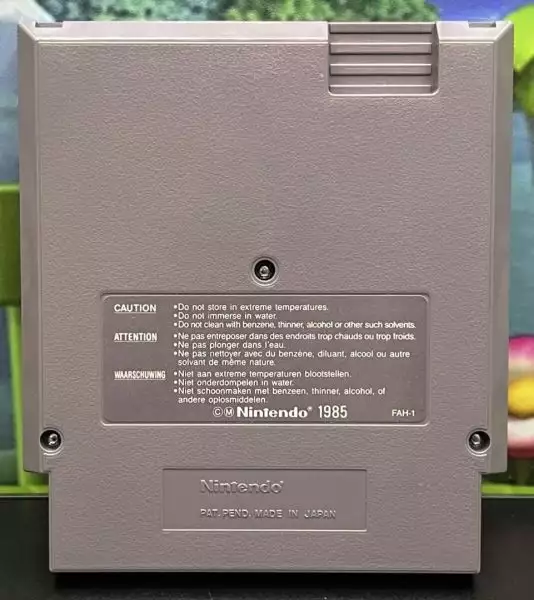 CAUTION •Do not store in extreme temperatures.
•Do not immerse in water.
•Do not clean with benzene, thinner, alcohol or other such solvents.
ATTENTION •Ne pas entreposer dans des endroits trop chauds ou trop froids.
•Ne pas plonger dans l'eau.
•Ne pas nettoyer avec du benzène, diluant, alcool ou autre
solvant de même nature.
WAARSCHUWING •Niet aan extreme temperaturen blootstellen.
•Niet onderdompelen in water.
•Niet schoonmaken met benzeen, thinner, alcohol, of
andere oplosmiddelen.
©Ⓜ Nintendo® 1985 FAH-1
Nintendo®
PAT. PEND. MADE IN JAPAN